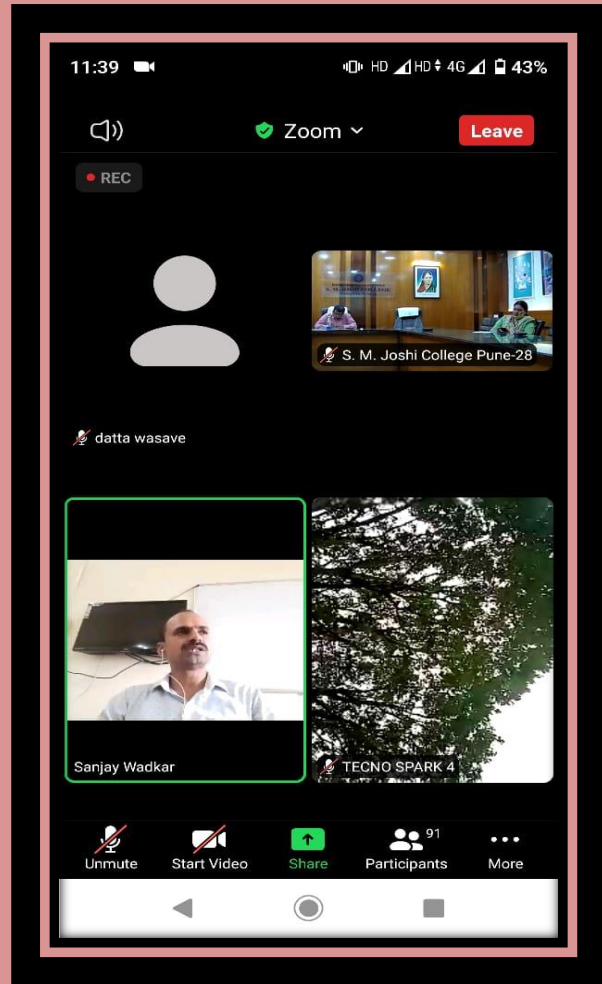 11:39 HD HD 4G 43%
Zoom Leave
REC
S. M. Joshi College Pune-28
datta wasave
Sanjay Wadkar
TECNO SPARK 4
91
Unmute Start Video Share Participants More